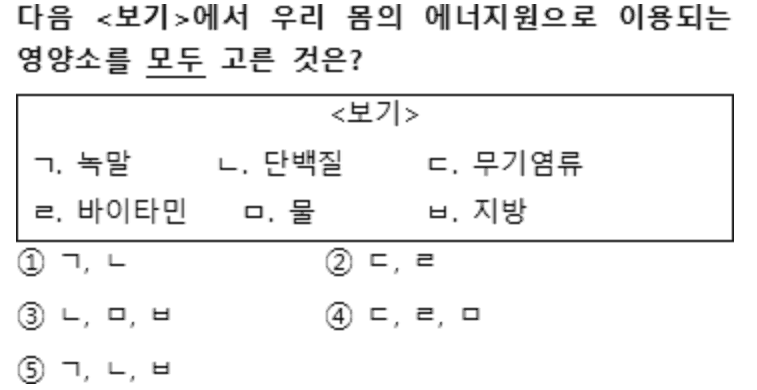 다음 <보기>에서 우리 몸의 에너지원으로 이용되는
영양소를 모두 고른 것은?
<보기>
ㄱ. 녹말 ㄴ. 단백질 ㄷ. 무기염류
ㄹ. 바이타민 ㅁ. 물 ㅂ. 지방
① ㄱ, ㄴ ② ㄷ, ㄹ
③ ㄴ, ㅁ, ㅂ ④ ㄷ, ㄹ, ㅁ
⑤ ㄱ, ㄴ, ㅂ